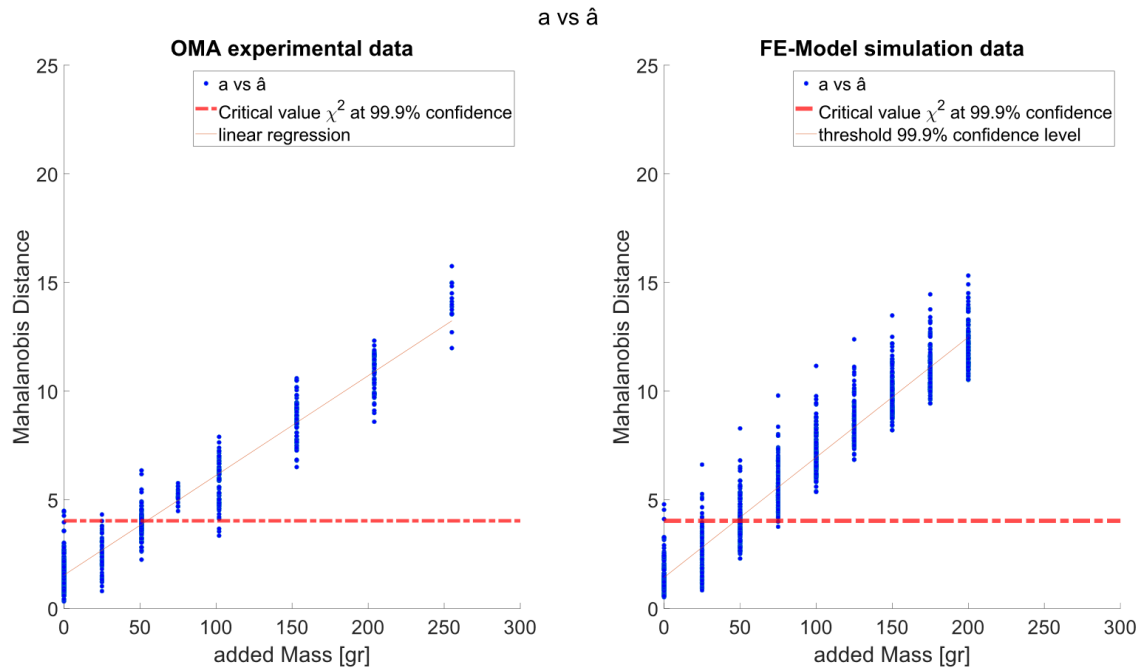 a vs â
OMA experimental data
a vs â
Critical value χ² at 99.9% confidence
linear regression
25
20
15
10
5
0
Mahalanobis Distance
0 50 100 150 200 250 300
added Mass [gr]
FE-Model simulation data
a vs â
Critical value χ² at 99.9% confidence
threshold 99.9% confidence level
25
20
15
10
5
0
Mahalanobis Distance
0 50 100 150 200 250 300
added Mass [gr]